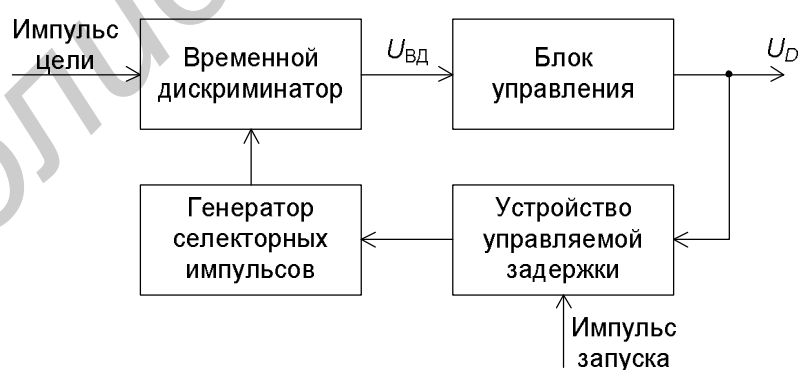 Импульс
цели
Временной
дискриминатор
UВД
Блок
управления
UD
Генератор
селекторных
импульсов
Устройство
управляемой
задержки
Импульс
запуска